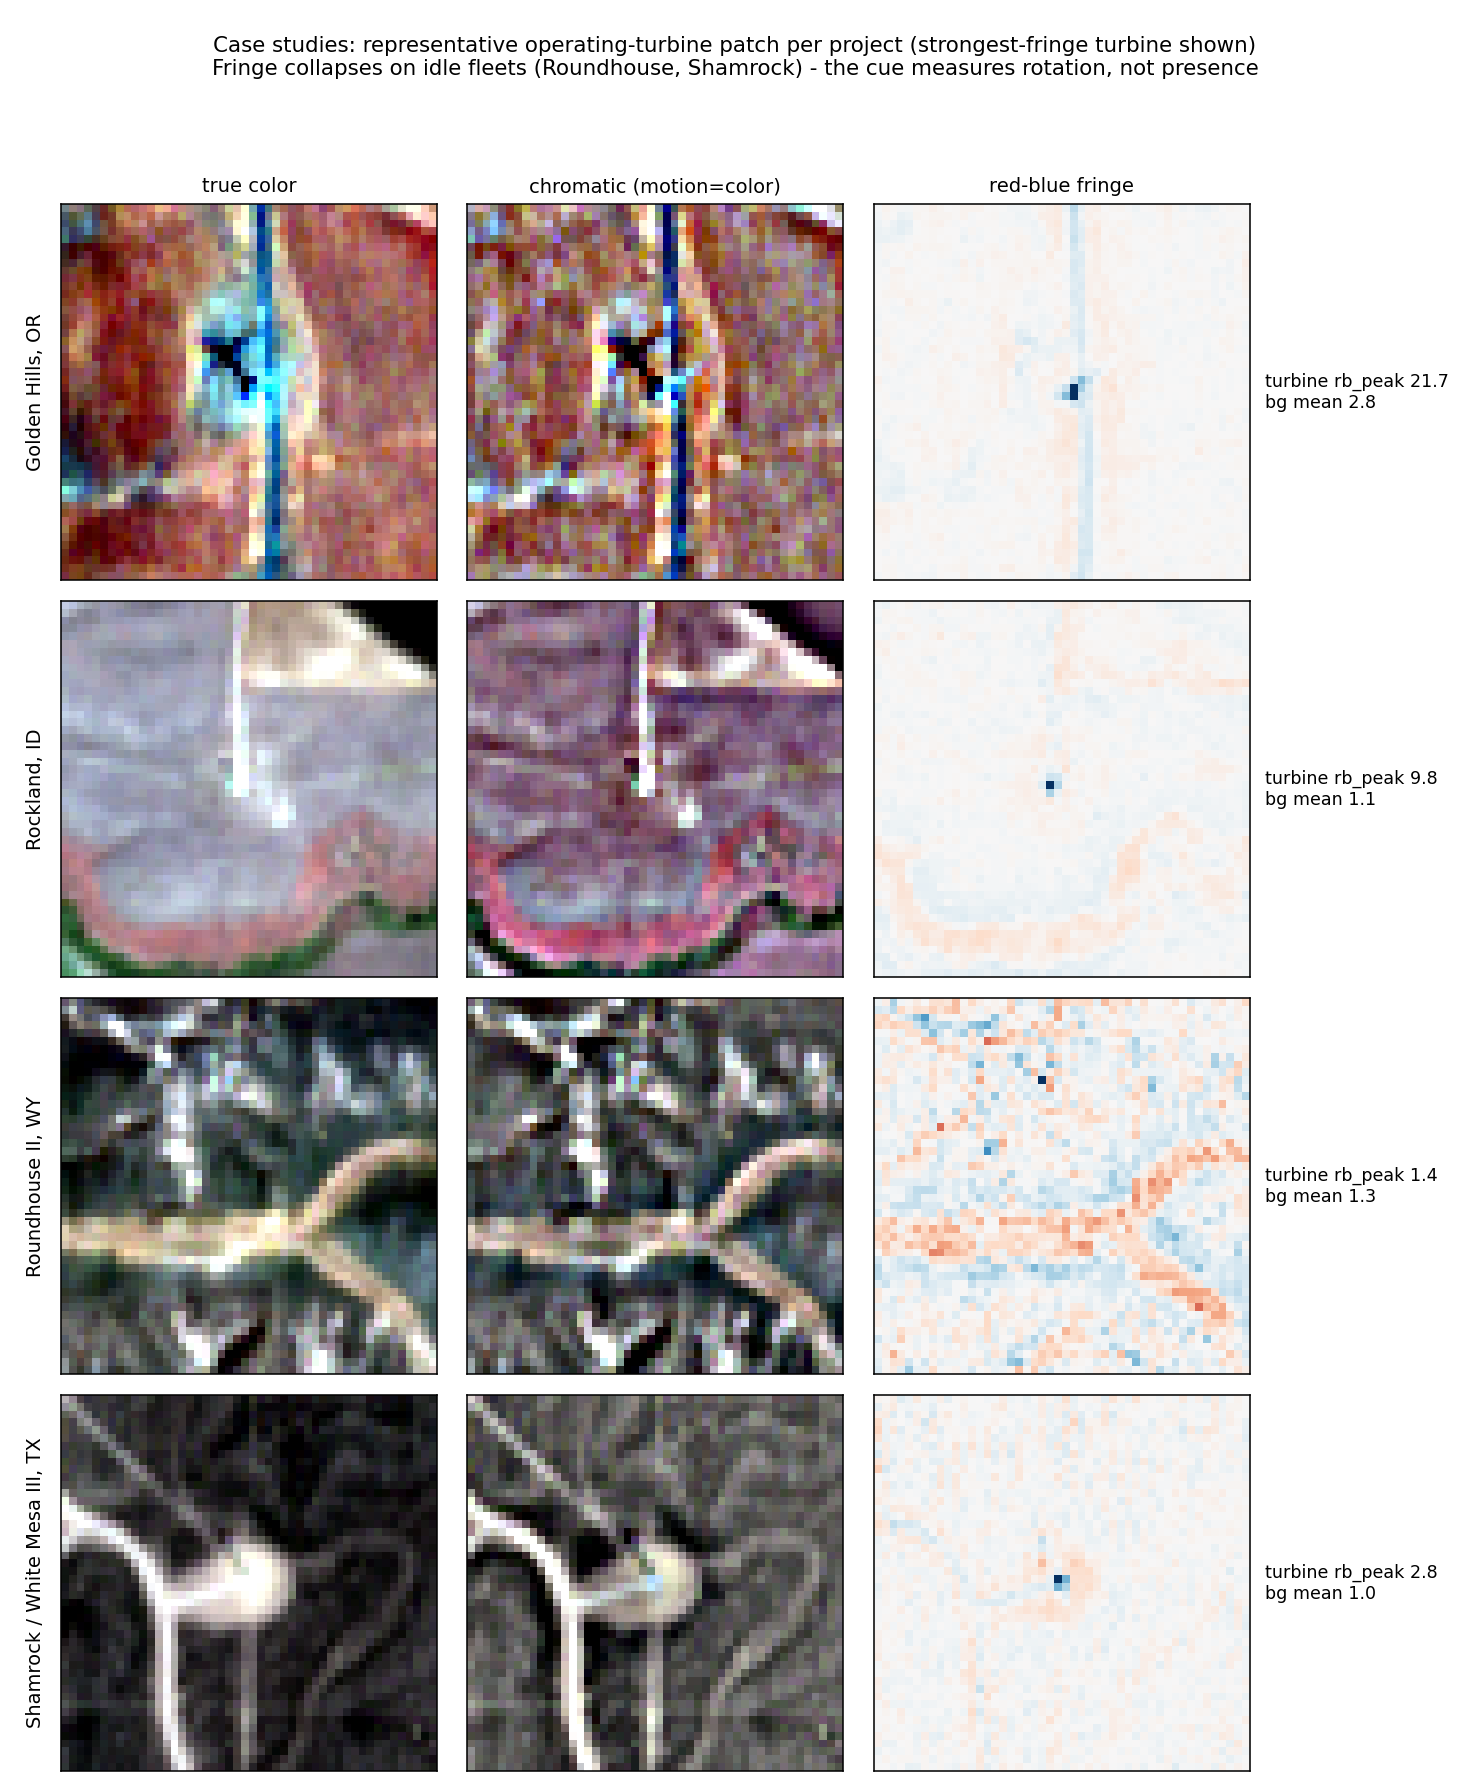 Case studies: representative operating-turbine patch per project (strongest-fringe turbine shown)
Fringe collapses on idle fleets (Roundhouse, Shamrock) - the cue measures rotation, not presence
true color
chromatic (motion=color)
red-blue fringe
Golden Hills, OR
turbine rb_peak 21.7
bg mean 2.8
Rockland, ID
turbine rb_peak 9.8
bg mean 1.1
Roundhouse II, WY
turbine rb_peak 1.4
bg mean 1.3
Shamrock / White Mesa III, TX
turbine rb_peak 2.8
bg mean 1.0